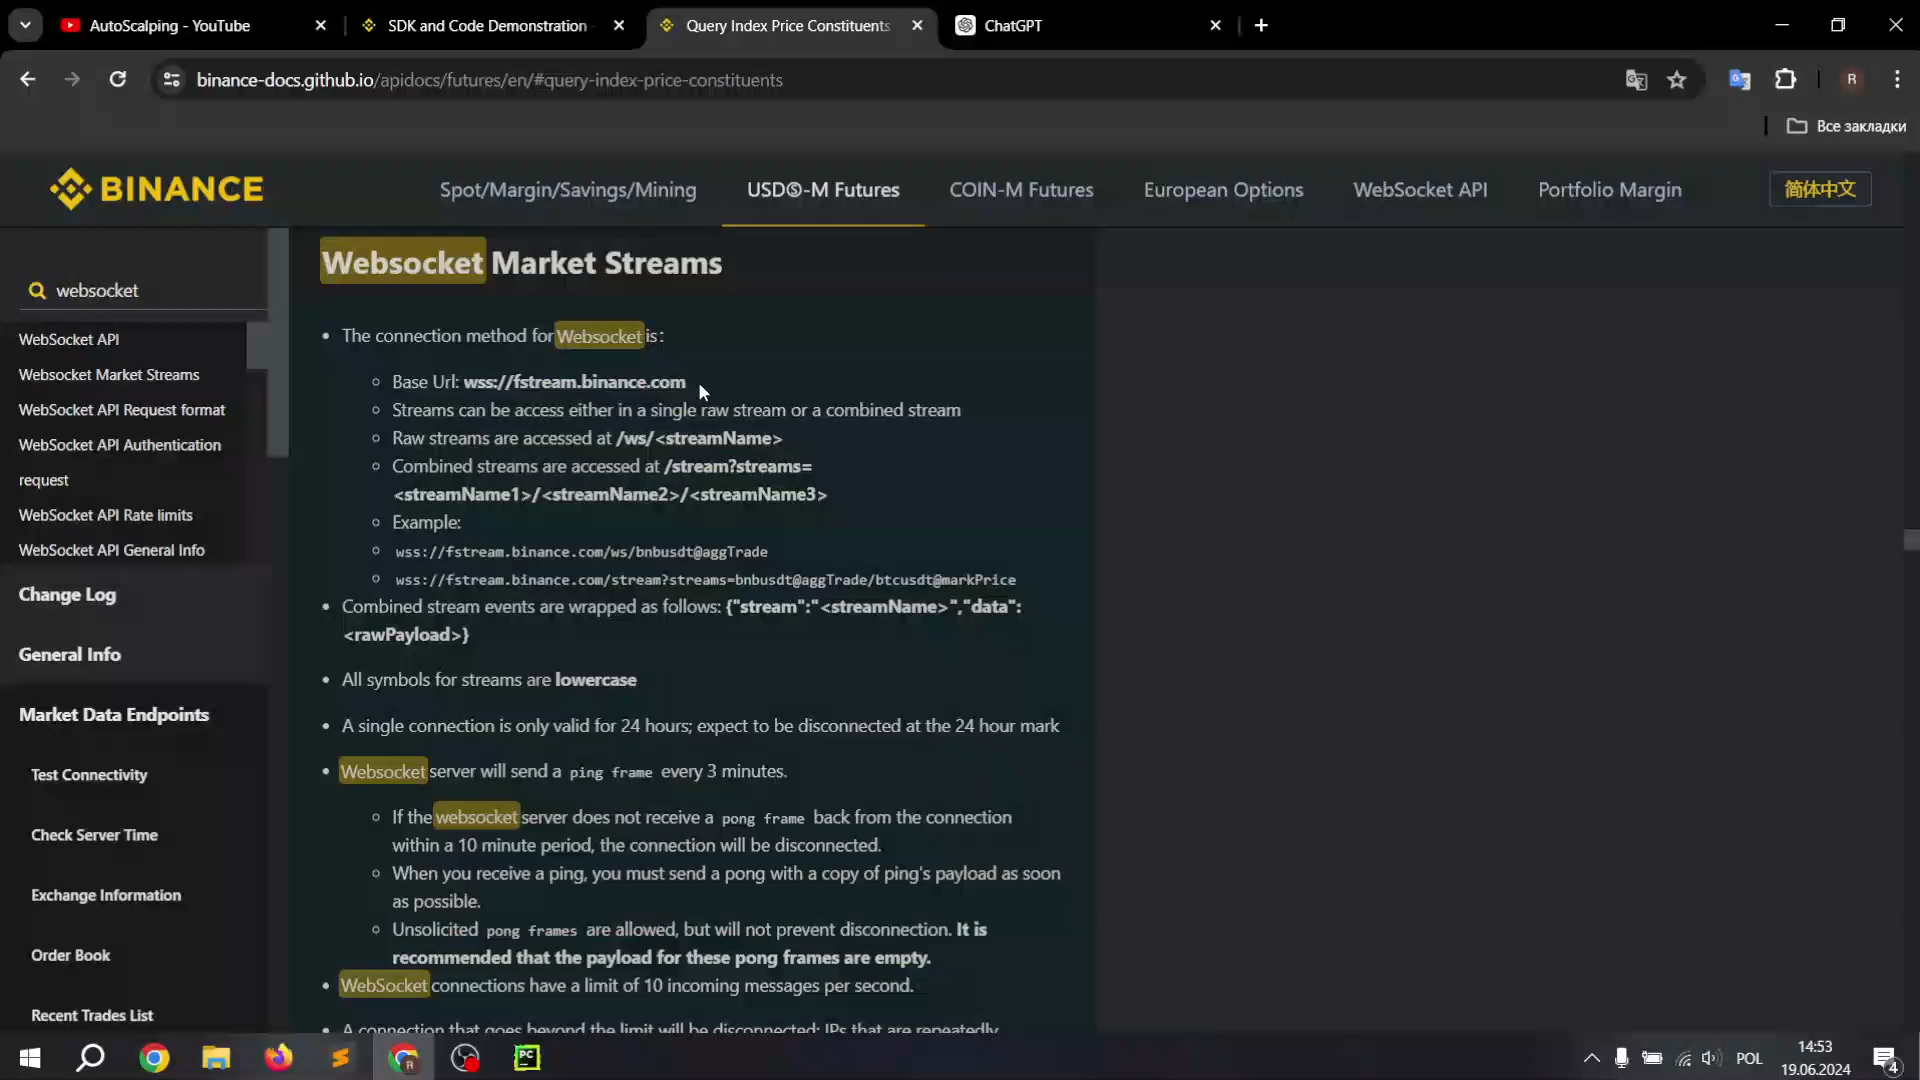 AutoScalping - YouTube
SDK and Code Demonstration
Query Index Price Constituents
ChatGPT
binance-docs.github.io/apidocs/futures/en/#query-index-price-constituents
R
Все закладки
BINANCE
Spot/Margin/Savings/Mining
USDⓈ-M Futures
COIN-M Futures
European Options
WebSocket API
Portfolio Margin
简体中文
websocket
WebSocket API
Websocket Market Streams
WebSocket API Request format
WebSocket API Authentication
request
WebSocket API Rate limits
WebSocket API General Info
Change Log
General Info
Market Data Endpoints
Test Connectivity
Check Server Time
Exchange Information
Order Book
Recent Trades List
Websocket Market Streams
The connection method for Websocket is：
Base Url: wss://fstream.binance.com
Streams can be access either in a single raw stream or a combined stream
Raw streams are accessed at /ws/<streamName>
Combined streams are accessed at /stream?streams=
<streamName1>/<streamName2>/<streamName3>
Example:
wss://fstream.binance.com/ws/bnbusdt@aggTrade
wss://fstream.binance.com/stream?streams=bnbusdt@aggTrade/btcusdt@markPrice
Combined stream events are wrapped as follows: {"stream":"<streamName>","data":
<rawPayload>}
All symbols for streams are lowercase
A single connection is only valid for 24 hours; expect to be disconnected at the 24 hour mark
Websocket server will send a ping frame every 3 minutes.
If the websocket server does not receive a pong frame back from the connection
within a 10 minute period, the connection will be disconnected.
When you receive a ping, you must send a pong with a copy of ping's payload as soon
as possible.
Unsolicited pong frames are allowed, but will not prevent disconnection. It is
recommended that the payload for these pong frames are empty.
WebSocket connections have a limit of 10 incoming messages per second.
A connection that goes beyond the limit will be disconnected; IPs that are repeatedly
PC
POL
14:53
19.06.2024
4